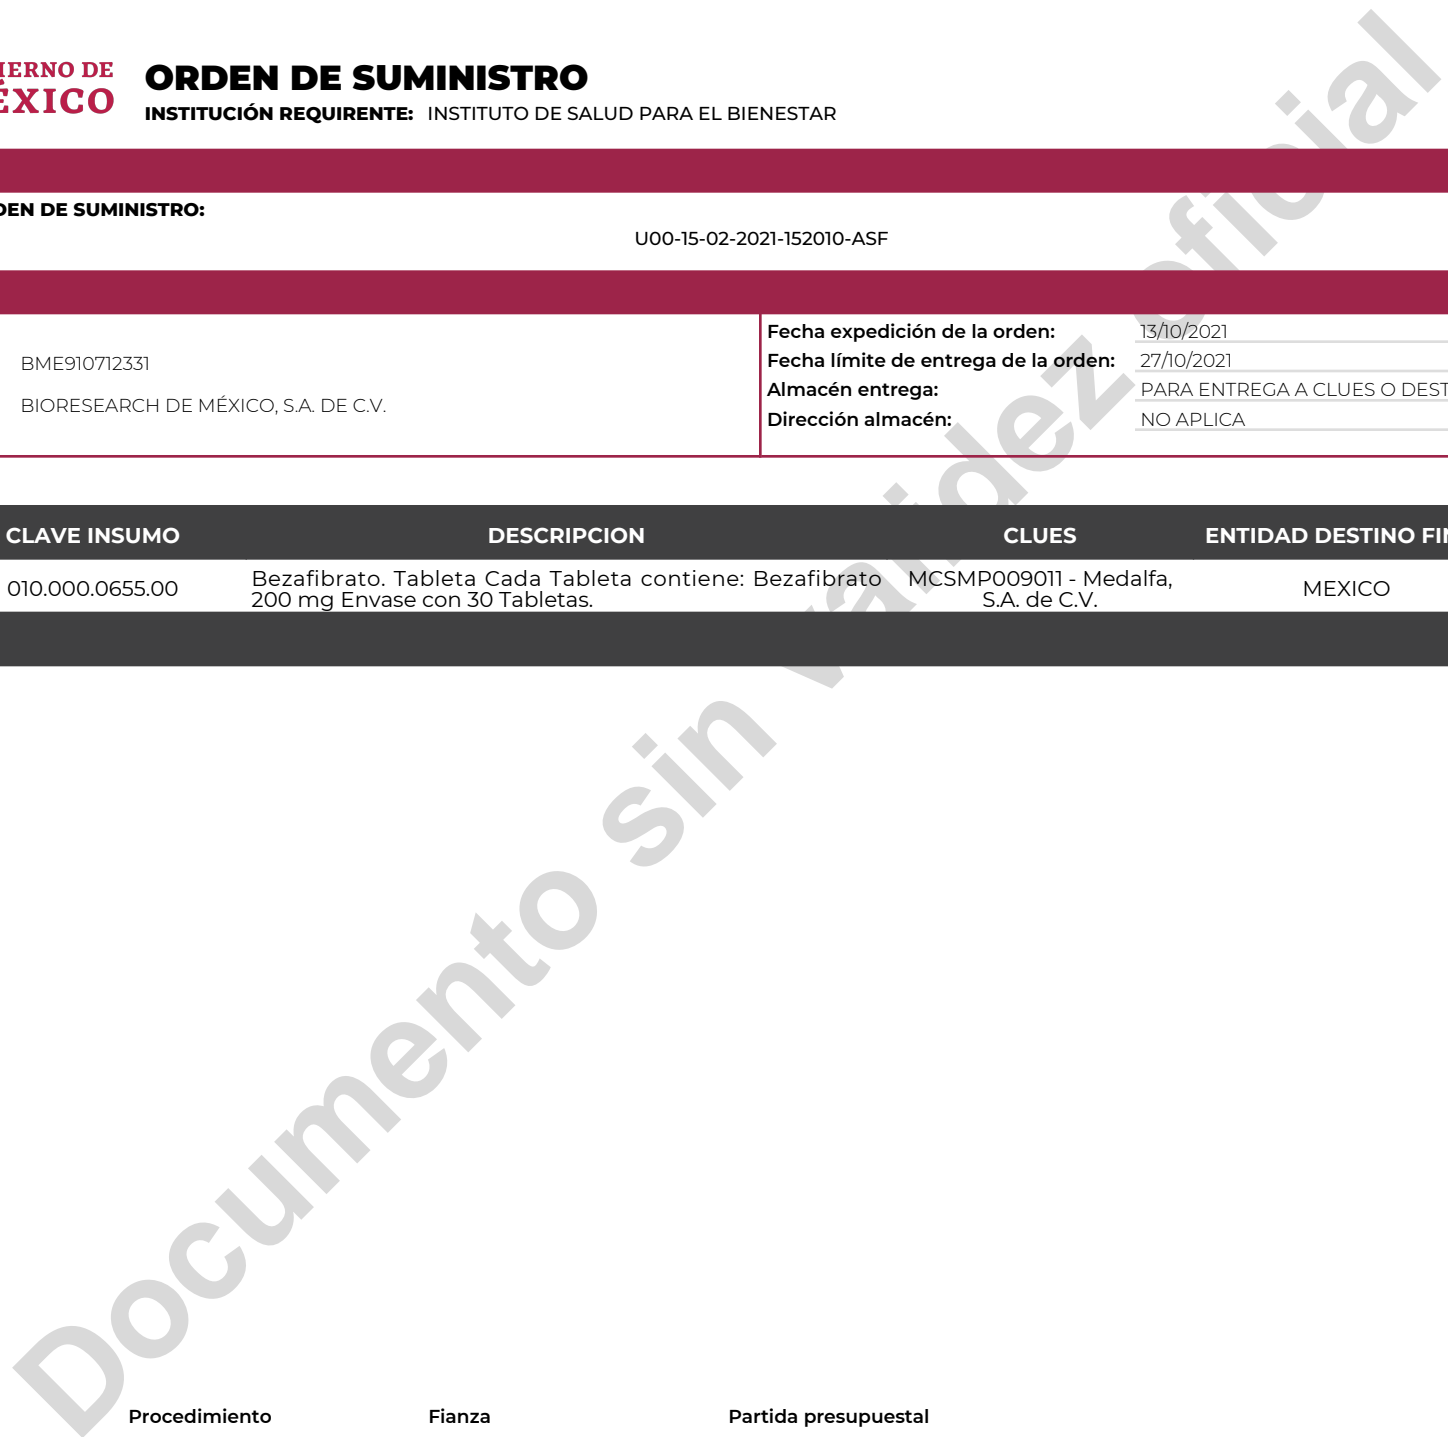 IERNO DE
ÉXICO
ORDEN DE SUMINISTRO
INSTITUCIÓN REQUIRENTE: INSTITUTO DE SALUD PARA EL BIENESTAR
DEN DE SUMINISTRO:
U00-15-02-2021-152010-ASF
BME910712331
BIORESEARCH DE MÉXICO, S.A. DE C.V.
Fecha expedición de la orden: 13/10/2021
Fecha límite de entrega de la orden: 27/10/2021
Almacén entrega: PARA ENTREGA A CLUES O DEST
Dirección almacén: NO APLICA
CLAVE INSUMO DESCRIPCION CLUES ENTIDAD DESTINO FIN
010.000.0655.00 Bezafibrato. Tableta Cada Tableta contiene: Bezafibrato 200 mg Envase con 30 Tabletas. MCSMP009011 - Medalfa, S.A. de C.V. MEXICO
Documento sin validez oficial
Procedimiento Fianza Partida presupuestal